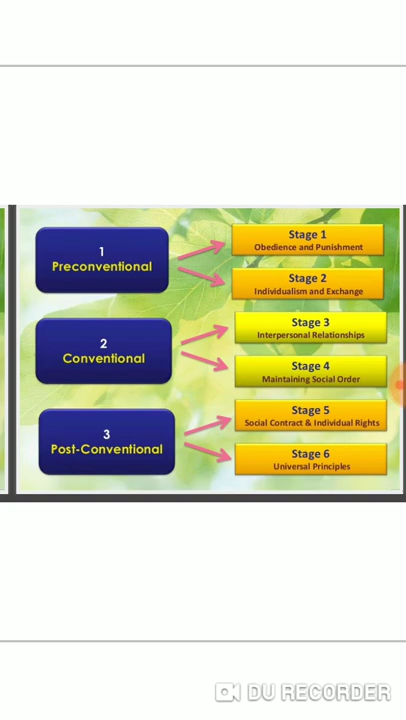 1
Preconventional
Stage 1
Obedience and Punishment
Stage 2
Individualism and Exchange
2
Conventional
Stage 3
Interpersonal Relationships
Stage 4
Maintaining Social Order
3
Post-Conventional
Stage 5
Social Contract & Individual Rights
Stage 6
Universal Principles
DU RECORDER